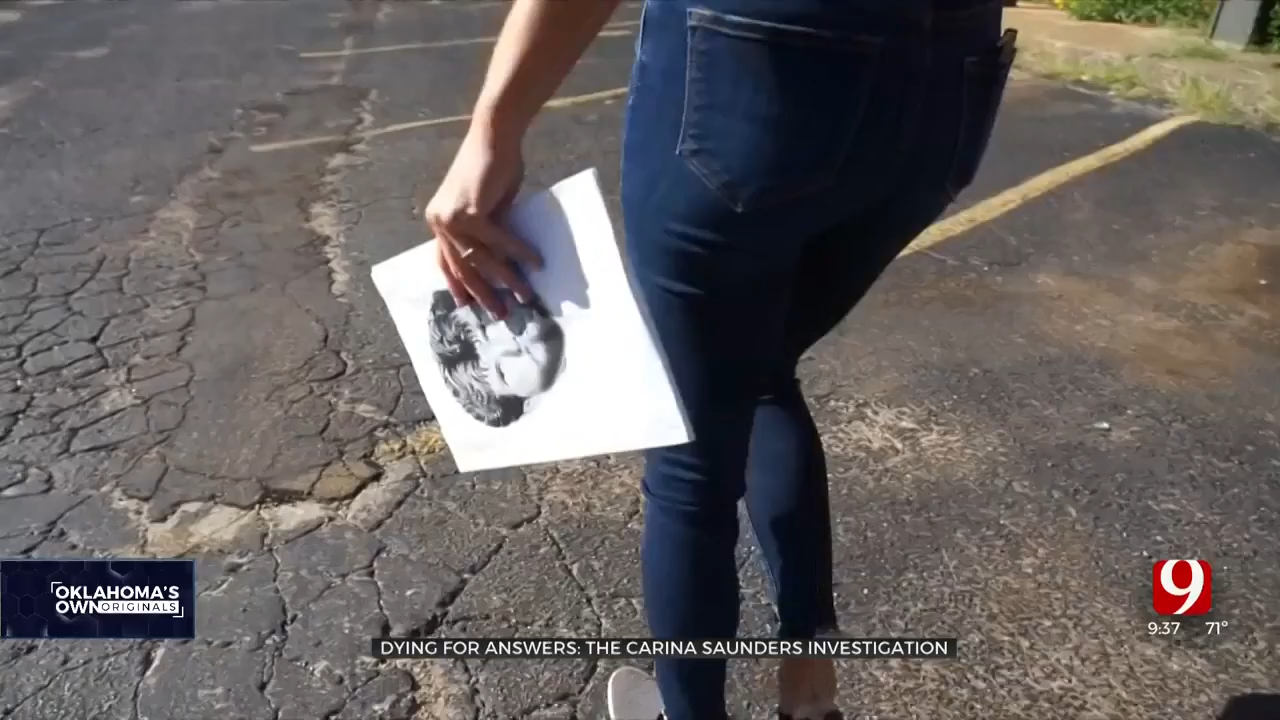 OKLAHOMA'S
OWN ORIGINALS
9
9:37 71°
DYING FOR ANSWERS: THE CARINA SAUNDERS INVESTIGATION